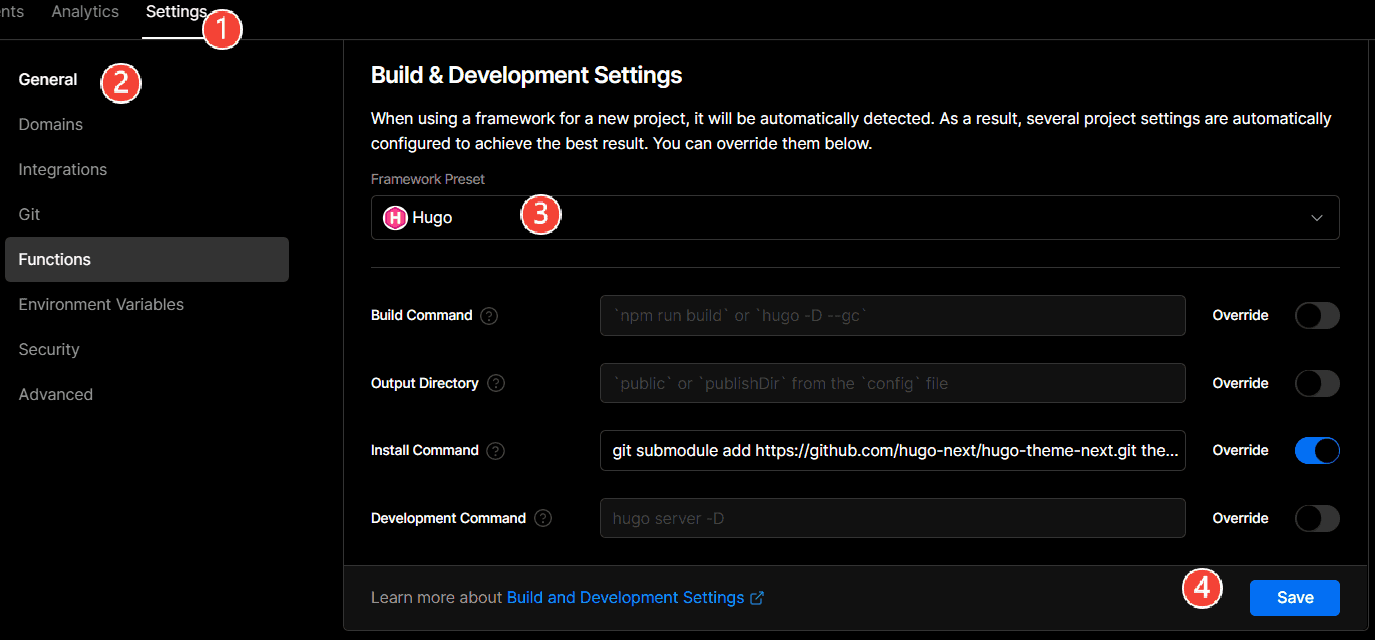 nts Analytics Settings 1
General 2
Domains
Integrations
Git
Functions
Environment Variables
Security
Advanced
Build & Development Settings
When using a framework for a new project, it will be automatically detected. As a result, several project settings are automatically
configured to achieve the best result. You can override them below.
Framework Preset
H Hugo 3
Build Command ? `npm run build` or `hugo -D --gc` Override
Output Directory ? `public` or `publishDir` from the `config` file Override
Install Command ? git submodule add https://github.com/hugo-next/hugo-theme-next.git the... Override
Development Command ? hugo server -D Override
Learn more about Build and Development Settings 4 Save